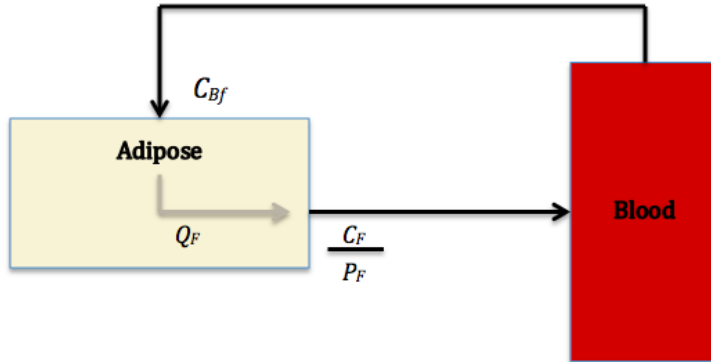 C_Bf
Adipose
Blood
Q_F
C_F
P_F